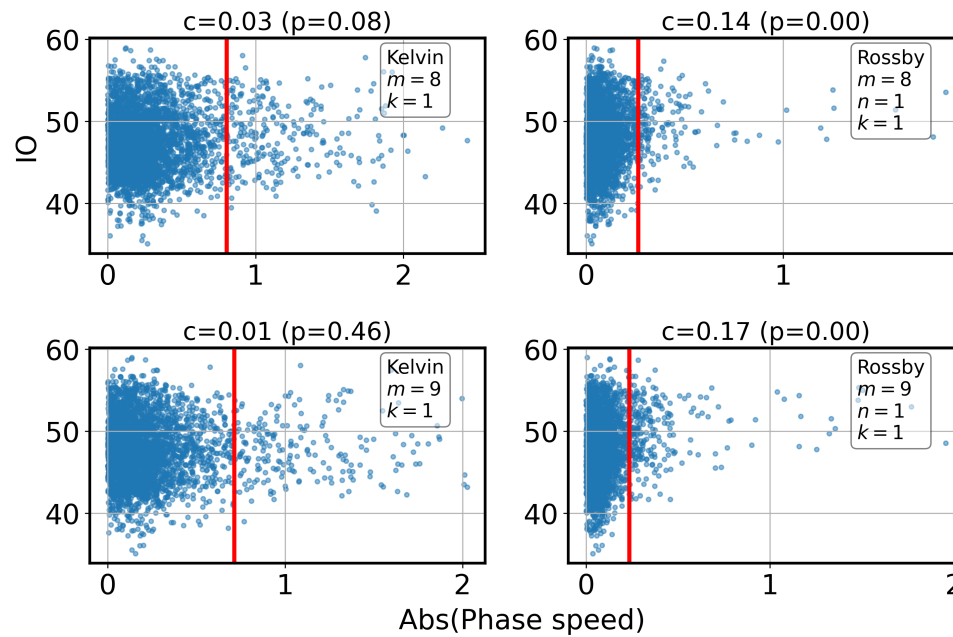 c=0.03 (p=0.08)
60
50
40
IO
Kelvin
m = 8
k = 1
0 1 2
c=0.14 (p=0.00)
60
50
40
Rossby
m = 8
n = 1
k = 1
0 1
c=0.01 (p=0.46)
60
50
40
Kelvin
m = 9
k = 1
0 1 2
c=0.17 (p=0.00)
60
50
40
Rossby
m = 9
n = 1
k = 1
0 1
Abs(Phase speed)